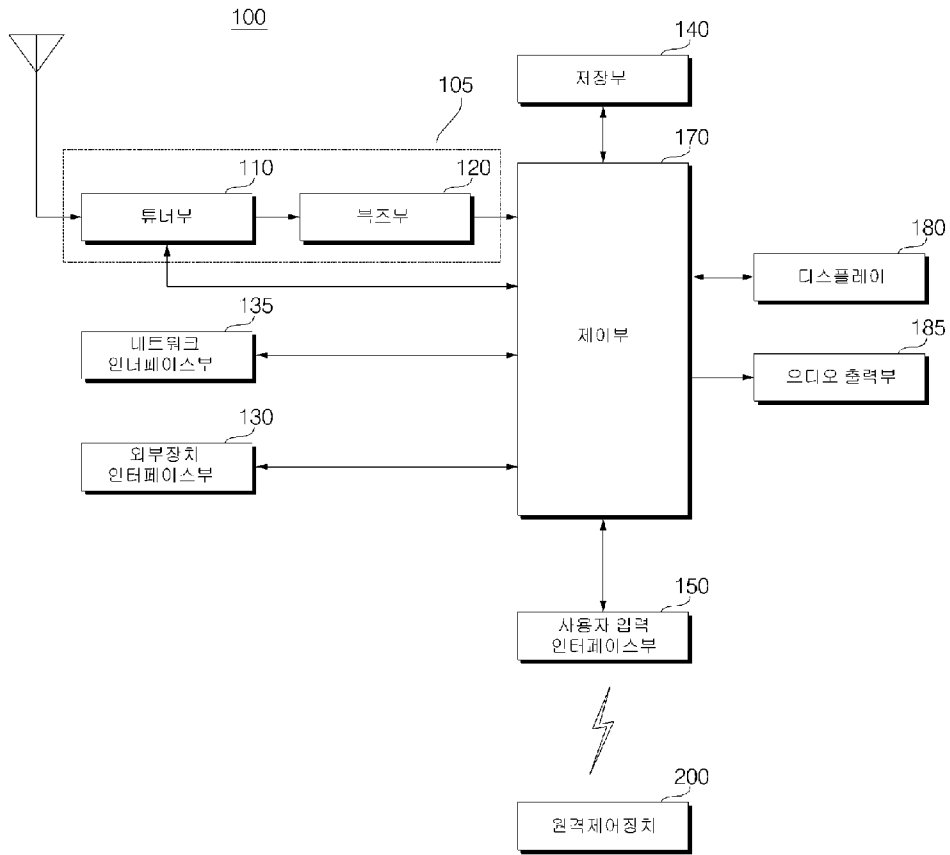 100
140
저장부
105
170
110
120
튜너부
복조부
180
디스플레이
135
네트워크
인터페이스부
제어부
185
오디오 출력부
130
외부장치
인터페이스부
150
사용자 입력
인터페이스부
200
원격제어장치